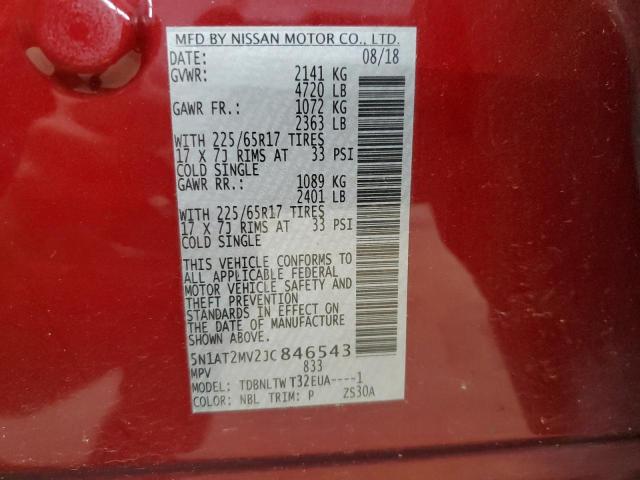 MFD BY NISSAN MOTOR CO., LTD.
DATE: 08/18
GVWR: 2141 KG
4720 LB
GAWR FR.: 1072 KG
2363 LB
WITH 225/65R17 TIRES
17 X 7J RIMS AT 33 PSI
COLD SINGLE
GAWR RR.: 1089 KG
2401 LB
WITH 225/65R17 TIRES
17 X 7J RIMS AT 33 PSI
COLD SINGLE
THIS VEHICLE CONFORMS TO
ALL APPLICABLE FEDERAL
MOTOR VEHICLE SAFETY AND
THEFT PREVENTION
STANDARDS IN EFFECT ON
THE DATE OF MANUFACTURE
SHOWN ABOVE.
5N1AT2MV2JC846543
MPV 833
MODEL: TDBNLTWT32EUA----1
COLOR: NBL TRIM: P ZS30A